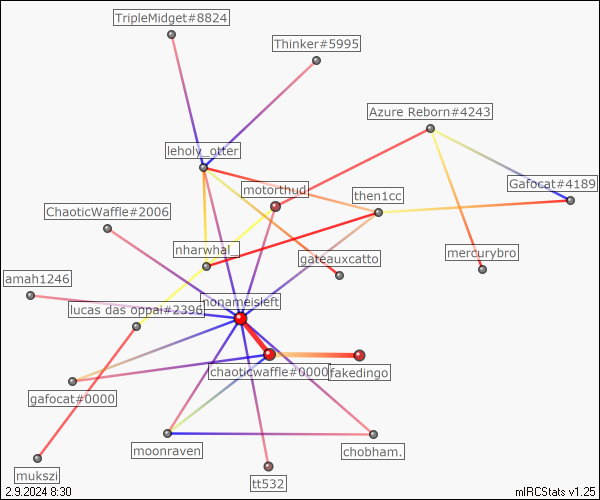 TripleMidget#8824
Thinker#5995
Azure Reborn#4243
leholy_otter
motorthud
then1cc
Gafocat#4189
ChaoticWaffle#2006
nharwhal_
gateauxcatto
mercurybro
amah1246
nonameisleft
lucas das oppai#2396
chaoticwaffle#0000
fakedingo
gafocat#0000
moonraven
chobham.
mukszi
tt532
2.9.2024 8:30
mIRCStats v1.25